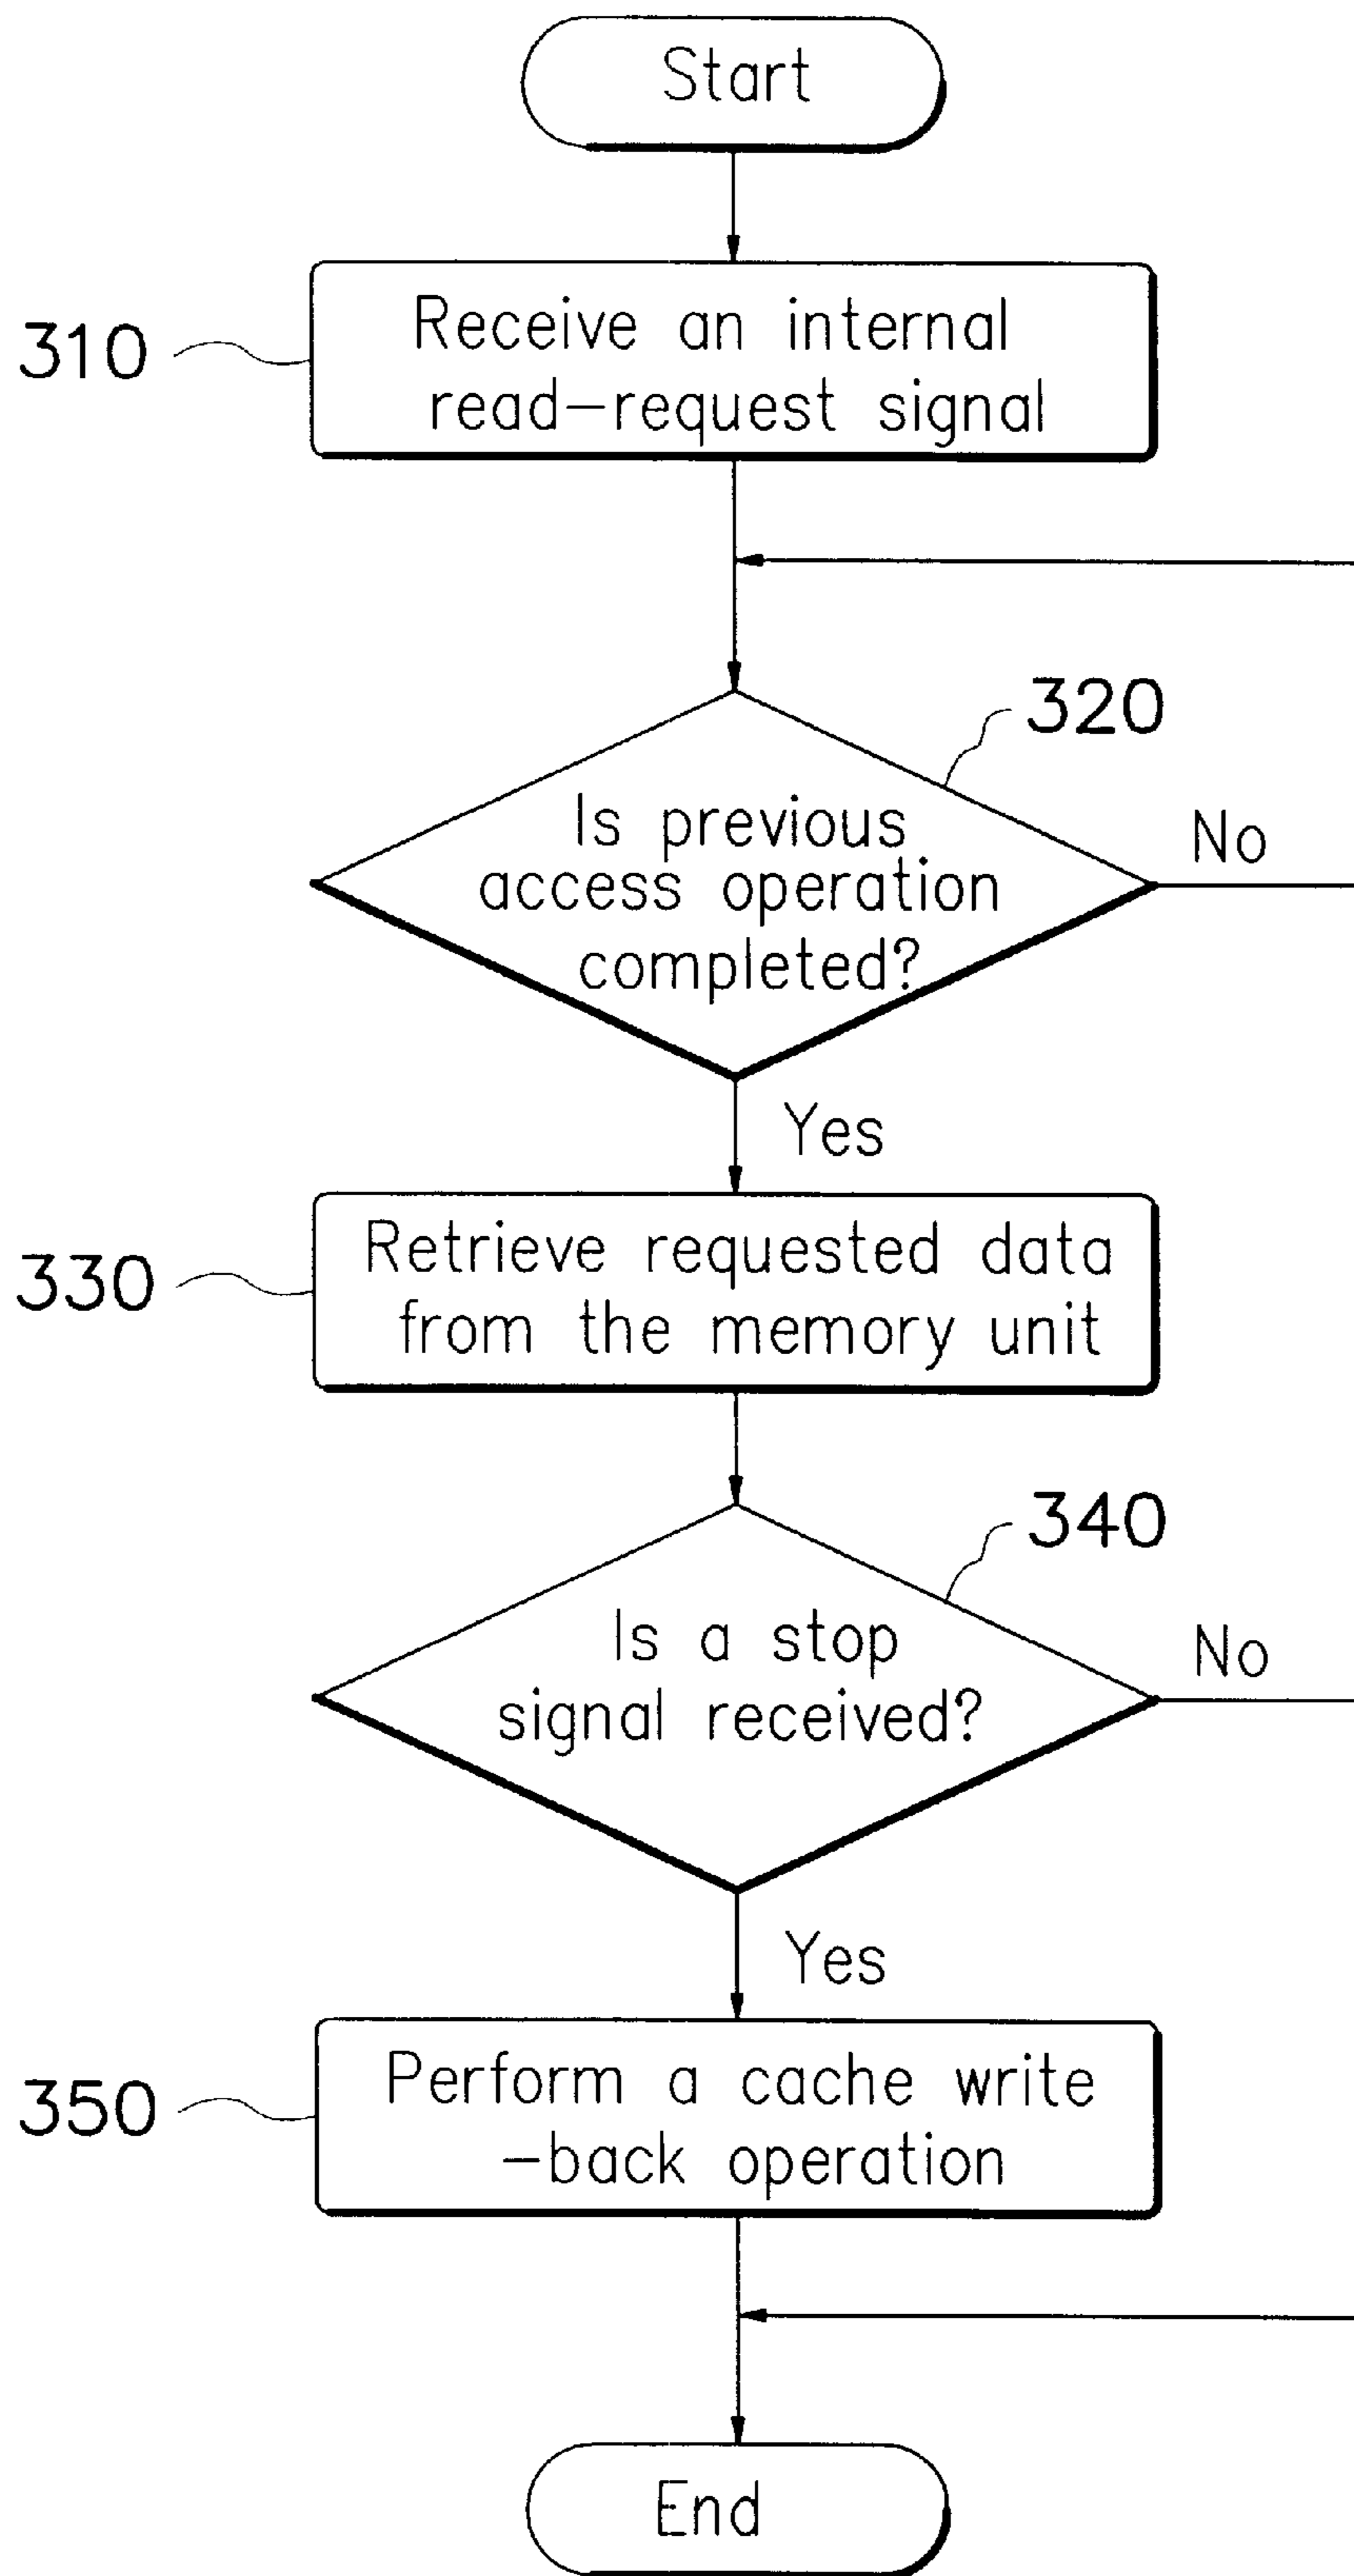 Start
310
Receive an internal
read-request signal
320
Is previous
access operation
completed?
No
Yes
330
Retrieve requested data
from the memory unit
340
Is a stop
signal received?
No
Yes
350
Perform a cache write
-back operation
End